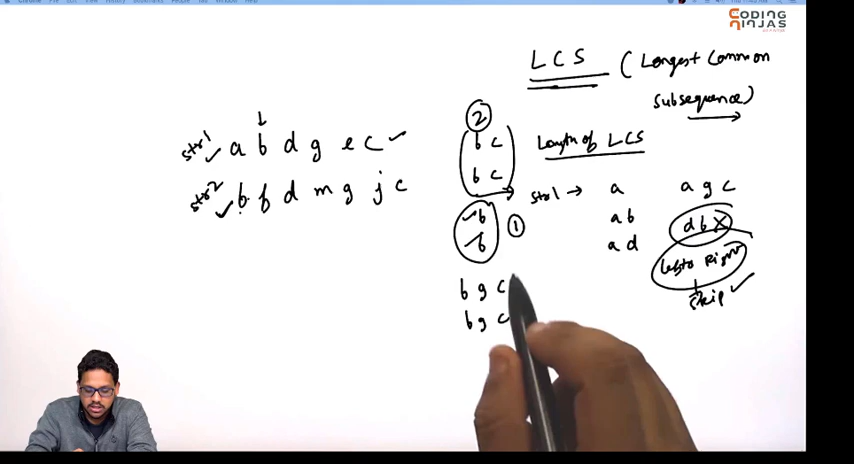 CODING
NINJAS
LCS (Longest Common
Subsequence)
str1 a b d g e c
str2 b f d m g j c
2
b c
b c
Length of LCS
str1 → a
a b
a d
a g c
d b X
left to Right
skip
b
b
1
b g c
b g c